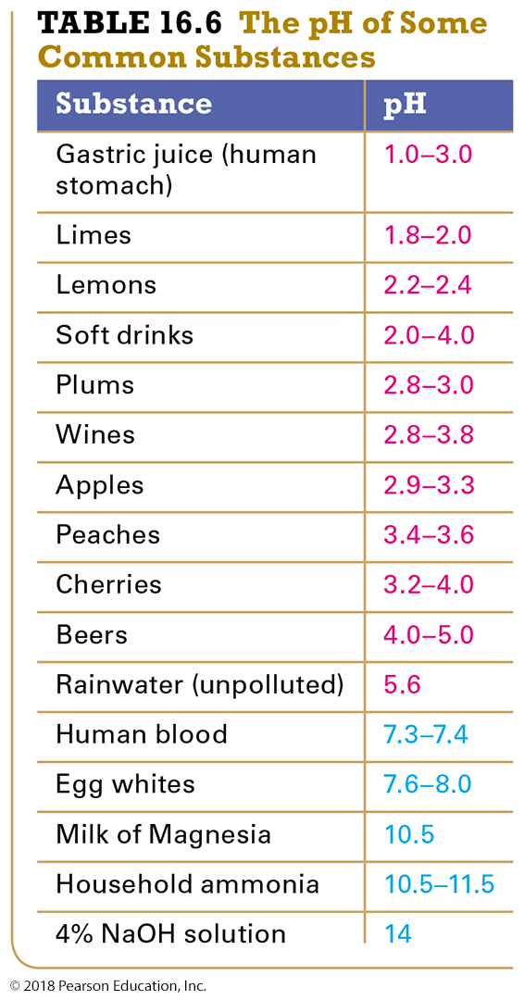 TABLE 16.6 The pH of Some
Common Substances
Substance pH
Gastric juice (human 1.0–3.0
stomach)
Limes 1.8–2.0
Lemons 2.2–2.4
Soft drinks 2.0–4.0
Plums 2.8–3.0
Wines 2.8–3.8
Apples 2.9–3.3
Peaches 3.4–3.6
Cherries 3.2–4.0
Beers 4.0–5.0
Rainwater (unpolluted) 5.6
Human blood 7.3–7.4
Egg whites 7.6–8.0
Milk of Magnesia 10.5
Household ammonia 10.5–11.5
4% NaOH solution 14
© 2018 Pearson Education, Inc.